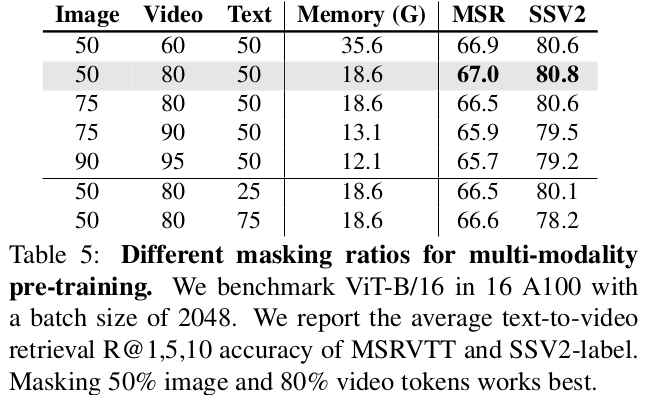 Image Video Text Memory (G) MSR SSV2
50 60 50 35.6 66.9 80.6
50 80 50 18.6 67.0 80.8
75 80 50 18.6 66.5 80.6
75 90 50 13.1 65.9 79.5
90 95 50 12.1 65.7 79.2
50 80 25 18.6 66.5 80.1
50 80 75 18.6 66.6 78.2
Table 5: Different masking ratios for multi-modality
pre-training. We benchmark ViT-B/16 in 16 A100 with
a batch size of 2048. We report the average text-to-video
retrieval R@1,5,10 accuracy of MSRVTT and SSV2-label.
Masking 50% image and 80% video tokens works best.